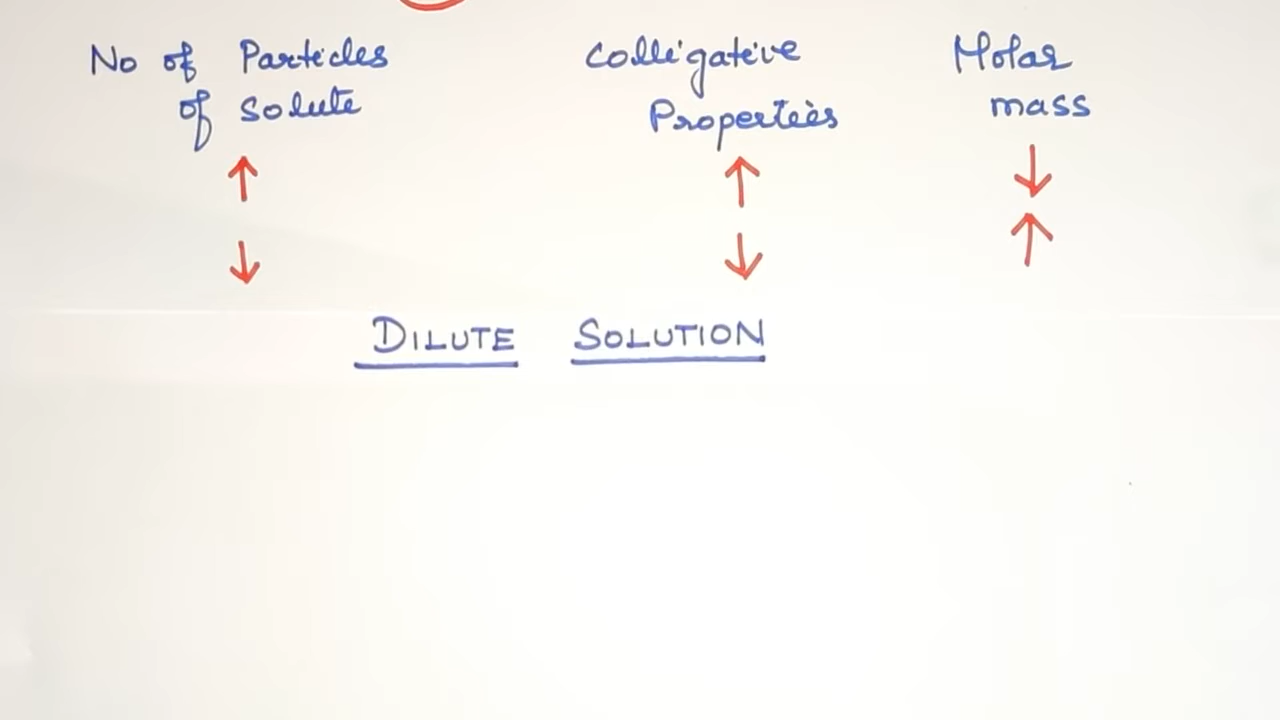 No of Particles
of solute
Colligative
Properties
Molar
mass
↑ ↑ ↓
↓ ↓ ↑
DILUTE SOLUTION